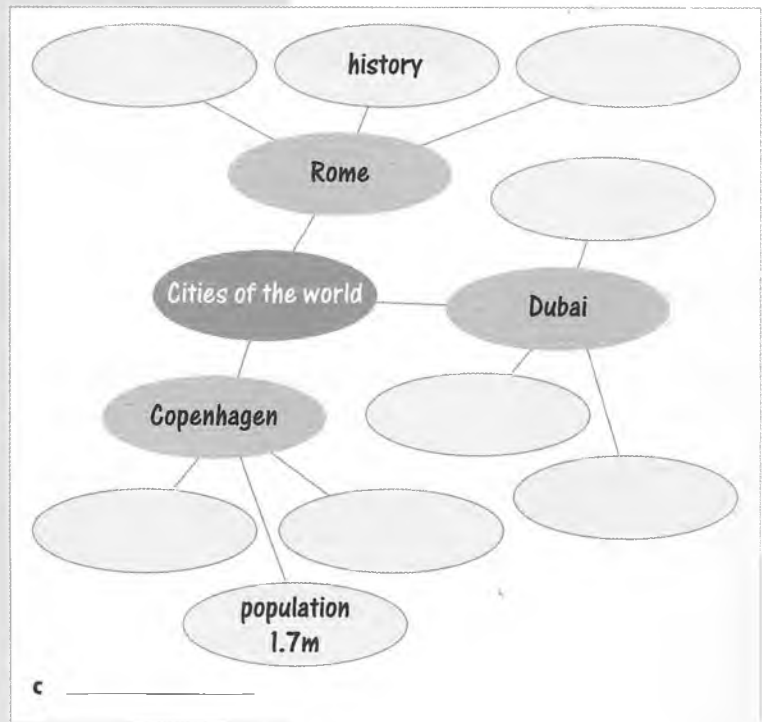 history
Rome
Cities of the world
Dubai
Copenhagen
population
1.7m
c